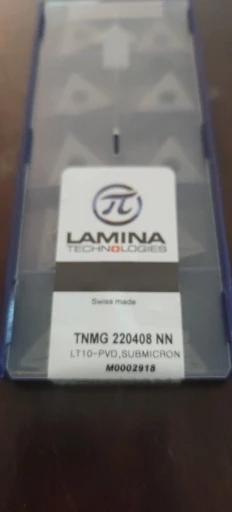 π
LAMINA
TECHNOLOGIES
Swiss made
TNMG 220408 NN
LT10-PVD,SUBMICRON
M0002918